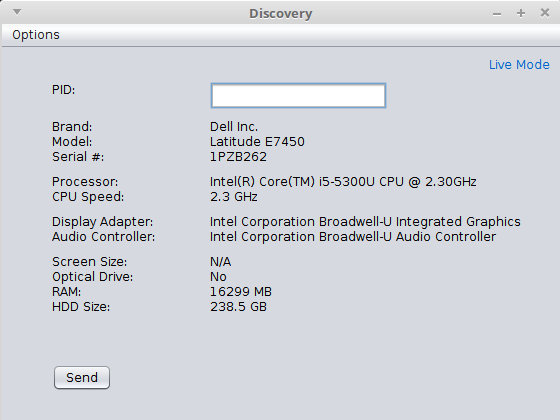 Discovery
Options
Live Mode
PID:
Brand: Dell Inc.
Model: Latitude E7450
Serial #: 1PZB262
Processor: Intel(R) Core(TM) i5-5300U CPU @ 2.30GHz
CPU Speed: 2.3 GHz
Display Adapter: Intel Corporation Broadwell-U Integrated Graphics
Audio Controller: Intel Corporation Broadwell-U Audio Controller
Screen Size: N/A
Optical Drive: No
RAM: 16299 MB
HDD Size: 238.5 GB
Send